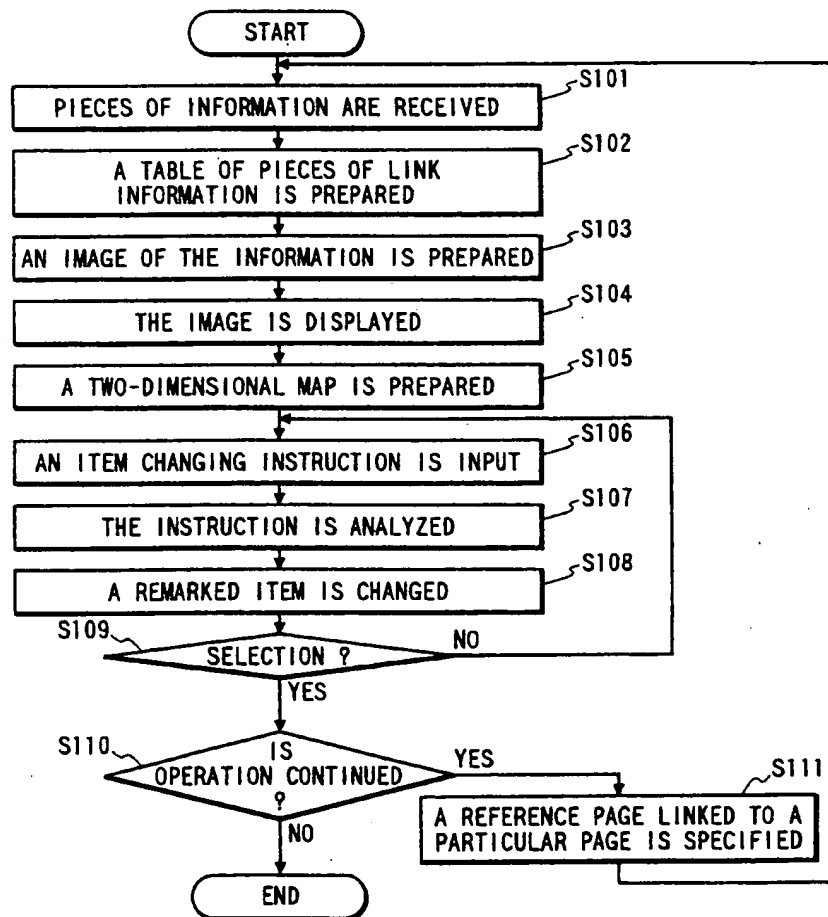 START
S101
PIECES OF INFORMATION ARE RECEIVED
S102
A TABLE OF PIECES OF LINK
INFORMATION IS PREPARED
S103
AN IMAGE OF THE INFORMATION IS PREPARED
S104
THE IMAGE IS DISPLAYED
S105
A TWO-DIMENSIONAL MAP IS PREPARED
S106
AN ITEM CHANGING INSTRUCTION IS INPUT
S107
THE INSTRUCTION IS ANALYZED
S108
A REMARKED ITEM IS CHANGED
S109
SELECTION ?
NO
YES
S110
IS
OPERATION CONTINUED
?
YES
NO
S111
A REFERENCE PAGE LINKED TO A
PARTICULAR PAGE IS SPECIFIED
END